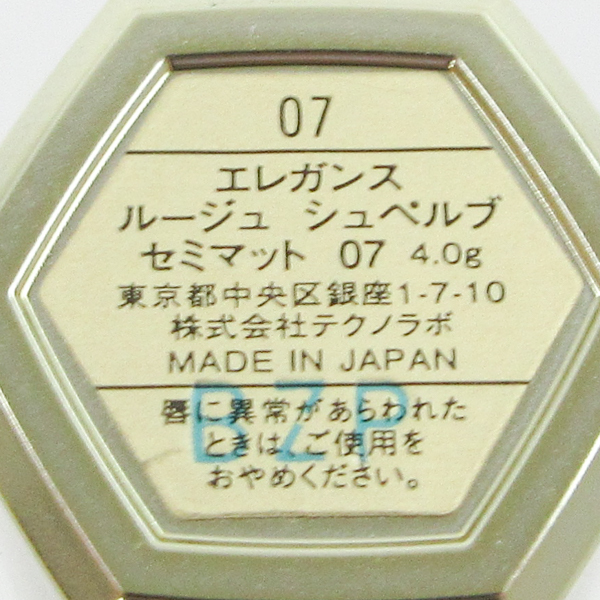 07
エレガンス
ルージュ シュペルブ
セミマット 07 4.0g
東京都中央区銀座1-7-10
株式会社テクノラボ
MADE IN JAPAN
BZP
唇に異常があらわれた
ときは、ご使用を
おやめください。